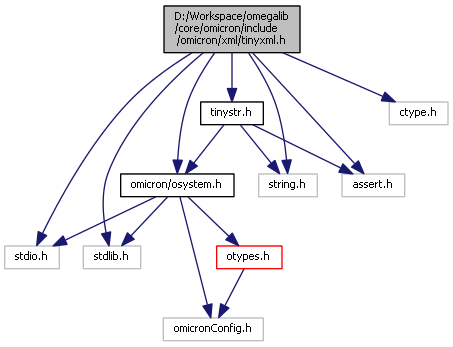 D:/Workspace/omegalib
/core/omicron/include
/omicron/xml/tinyxml.h
tinystr.h
ctype.h
omicron/osystem.h
string.h
assert.h
stdio.h
stdlib.h
otypes.h
omicronConfig.h